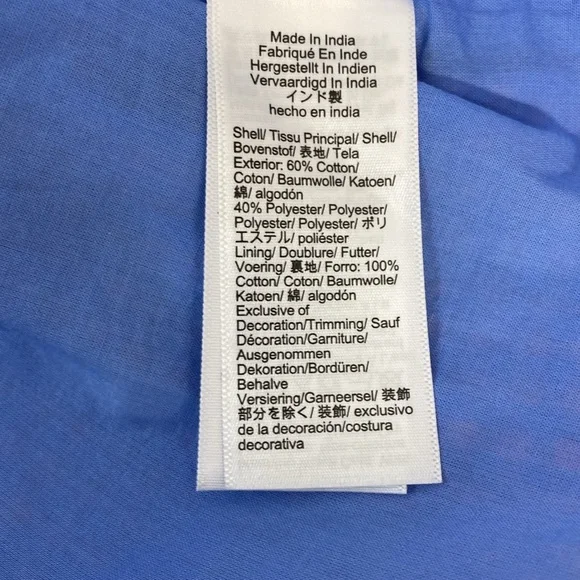 Made In India
Fabriqué En Inde
Hergestellt In Indien
Vervaardigd In India
インド製
hecho en india
Shell/ Tissu Principal/ Shell/
Bovenstof/ 表地/ Tela
Exterior: 60% Cotton/
Coton/ Baumwolle/ Katoen/
綿/ algodón
40% Polyester/ Polyester/
Polyester/ Polyester/ ポリ
エステル/ poliéster
Lining/ Doublure/ Futter/
Voering/ 裏地/ Forro: 100%
Cotton/ Coton/ Baumwolle/
Katoen/ 綿/ algodón
Exclusive of
Decoration/Trimming/ Sauf
Décoration/Garniture/
Ausgenommen
Dekoration/Bordüren/
Behalve
Versiering/Garneersel/ 装飾
部分を除く/ 装飾/ exclusivo
de la decoración/costura
decorativa